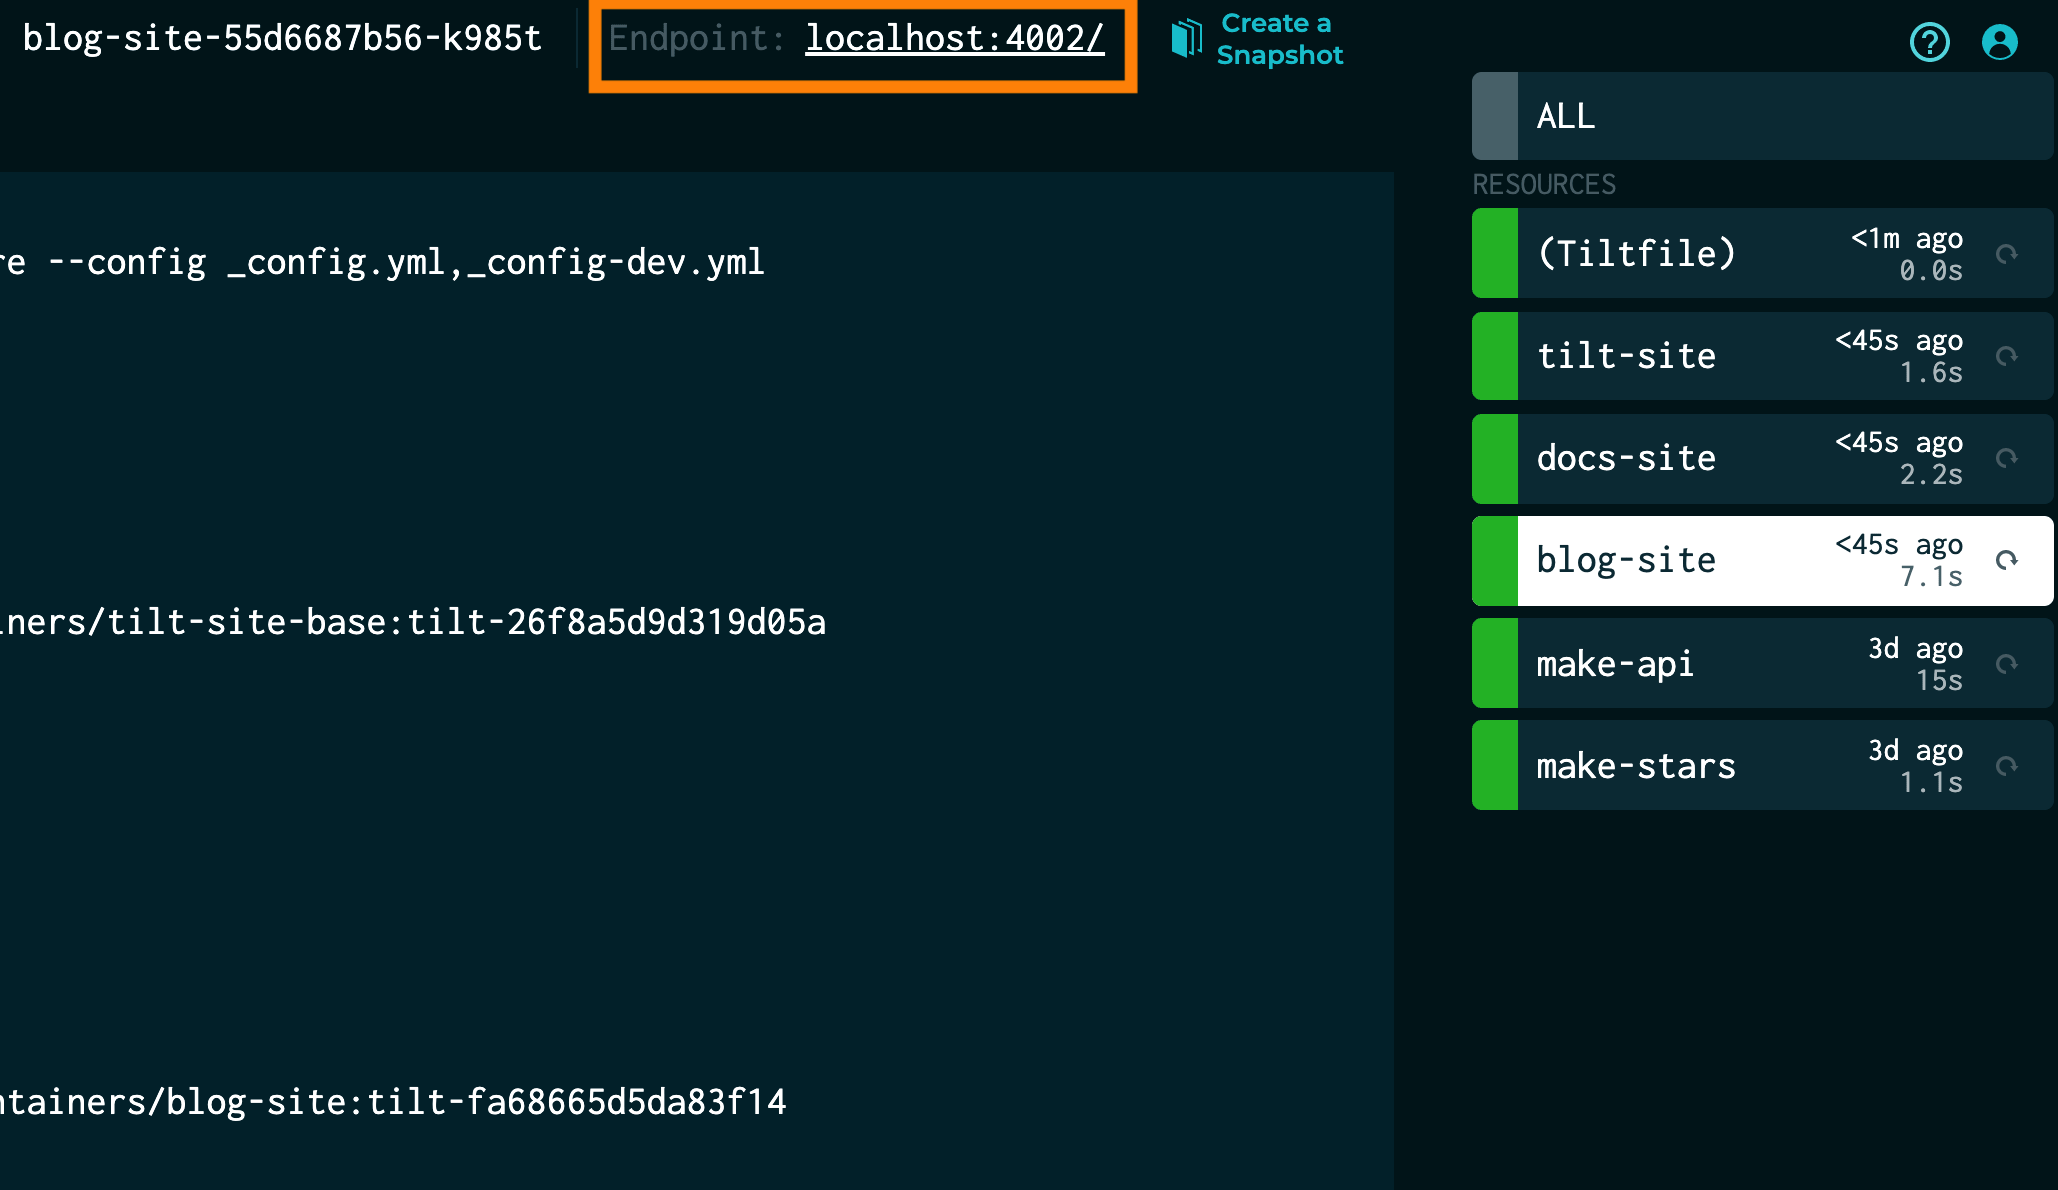 blog-site-55d6687b56-k985t
Endpoint: localhost:4002/
Create a
Snapshot
--config _config.yml,_config-dev.yml
iners/tilt-site-base:tilt-26f8a5d9d319d05a
ntainers/blog-site:tilt-fa68665d5da83f14
ALL
RESOURCES
(Tiltfile) <1m ago
0.0s
tilt-site <45s ago
1.6s
docs-site <45s ago
2.2s
blog-site <45s ago
7.1s
make-api 3d ago
15s
make-stars 3d ago
1.1s